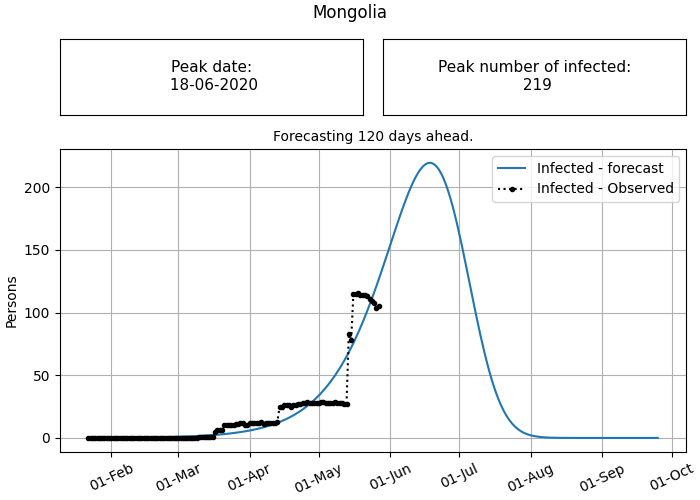 Mongolia
Peak date:
18-06-2020
Peak number of infected:
219
Forecasting 120 days ahead.
Infected - forecast
Infected - Observed
Persons
200
150
100
50
0
01-Feb
01-Mar
01-Apr
01-May
01-Jun
01-Jul
01-Aug
01-Sep
01-Oct